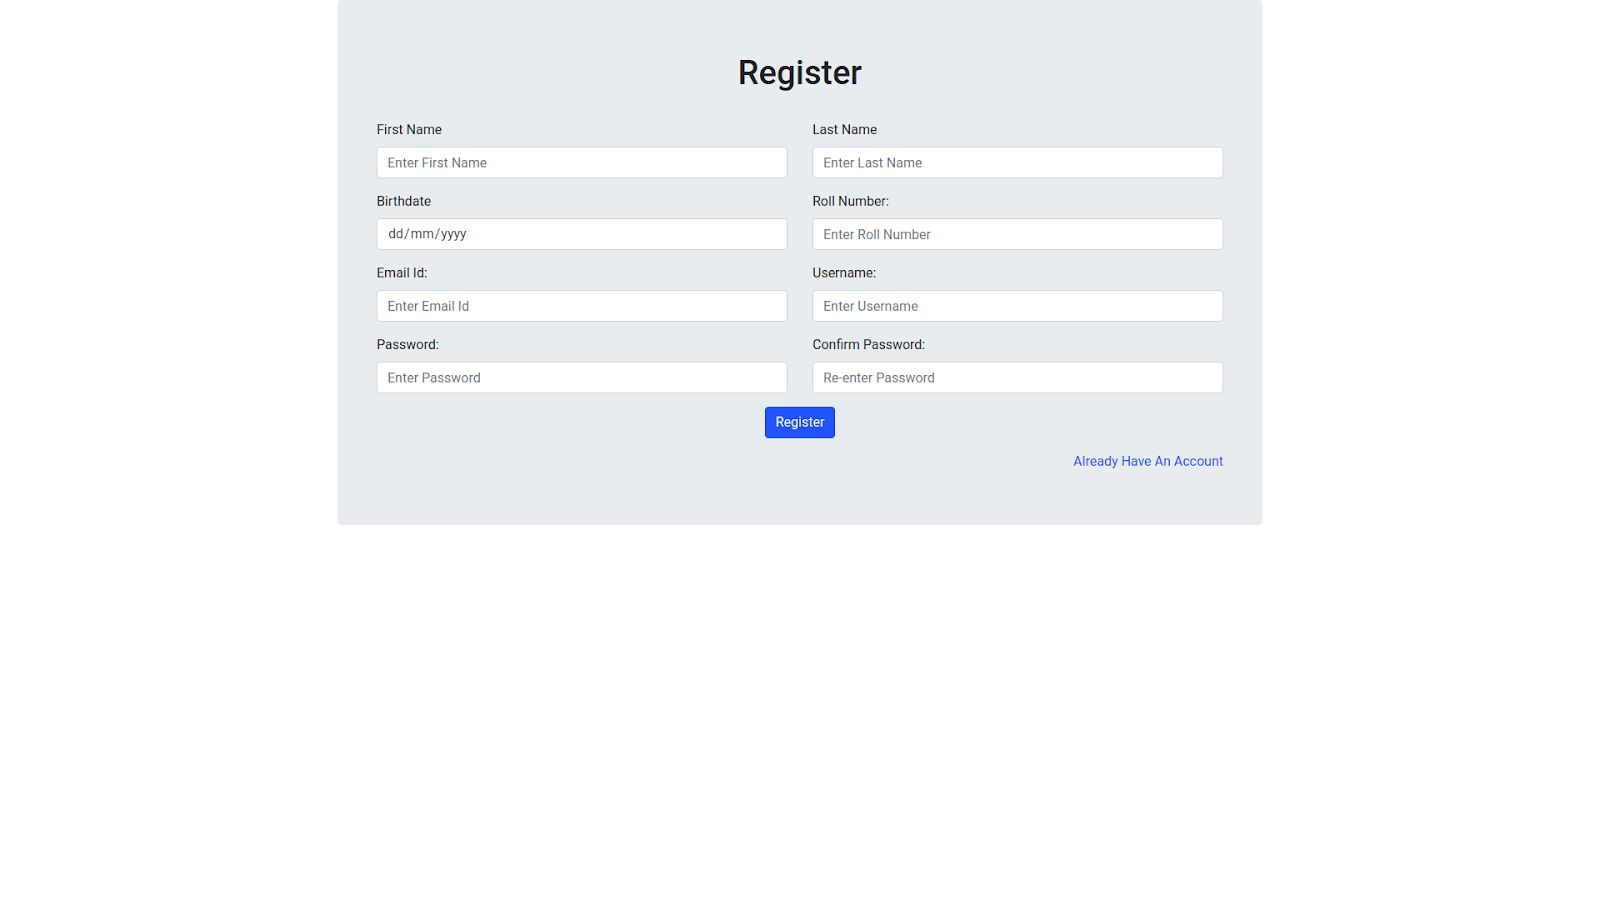 Register
First Name
Last Name
Enter First Name
Enter Last Name
Birthdate
Roll Number:
dd/mm/yyyy
Enter Roll Number
Email Id:
Username:
Enter Email Id
Enter Username
Password:
Confirm Password:
Enter Password
Re-enter Password
Register
Already Have An Account